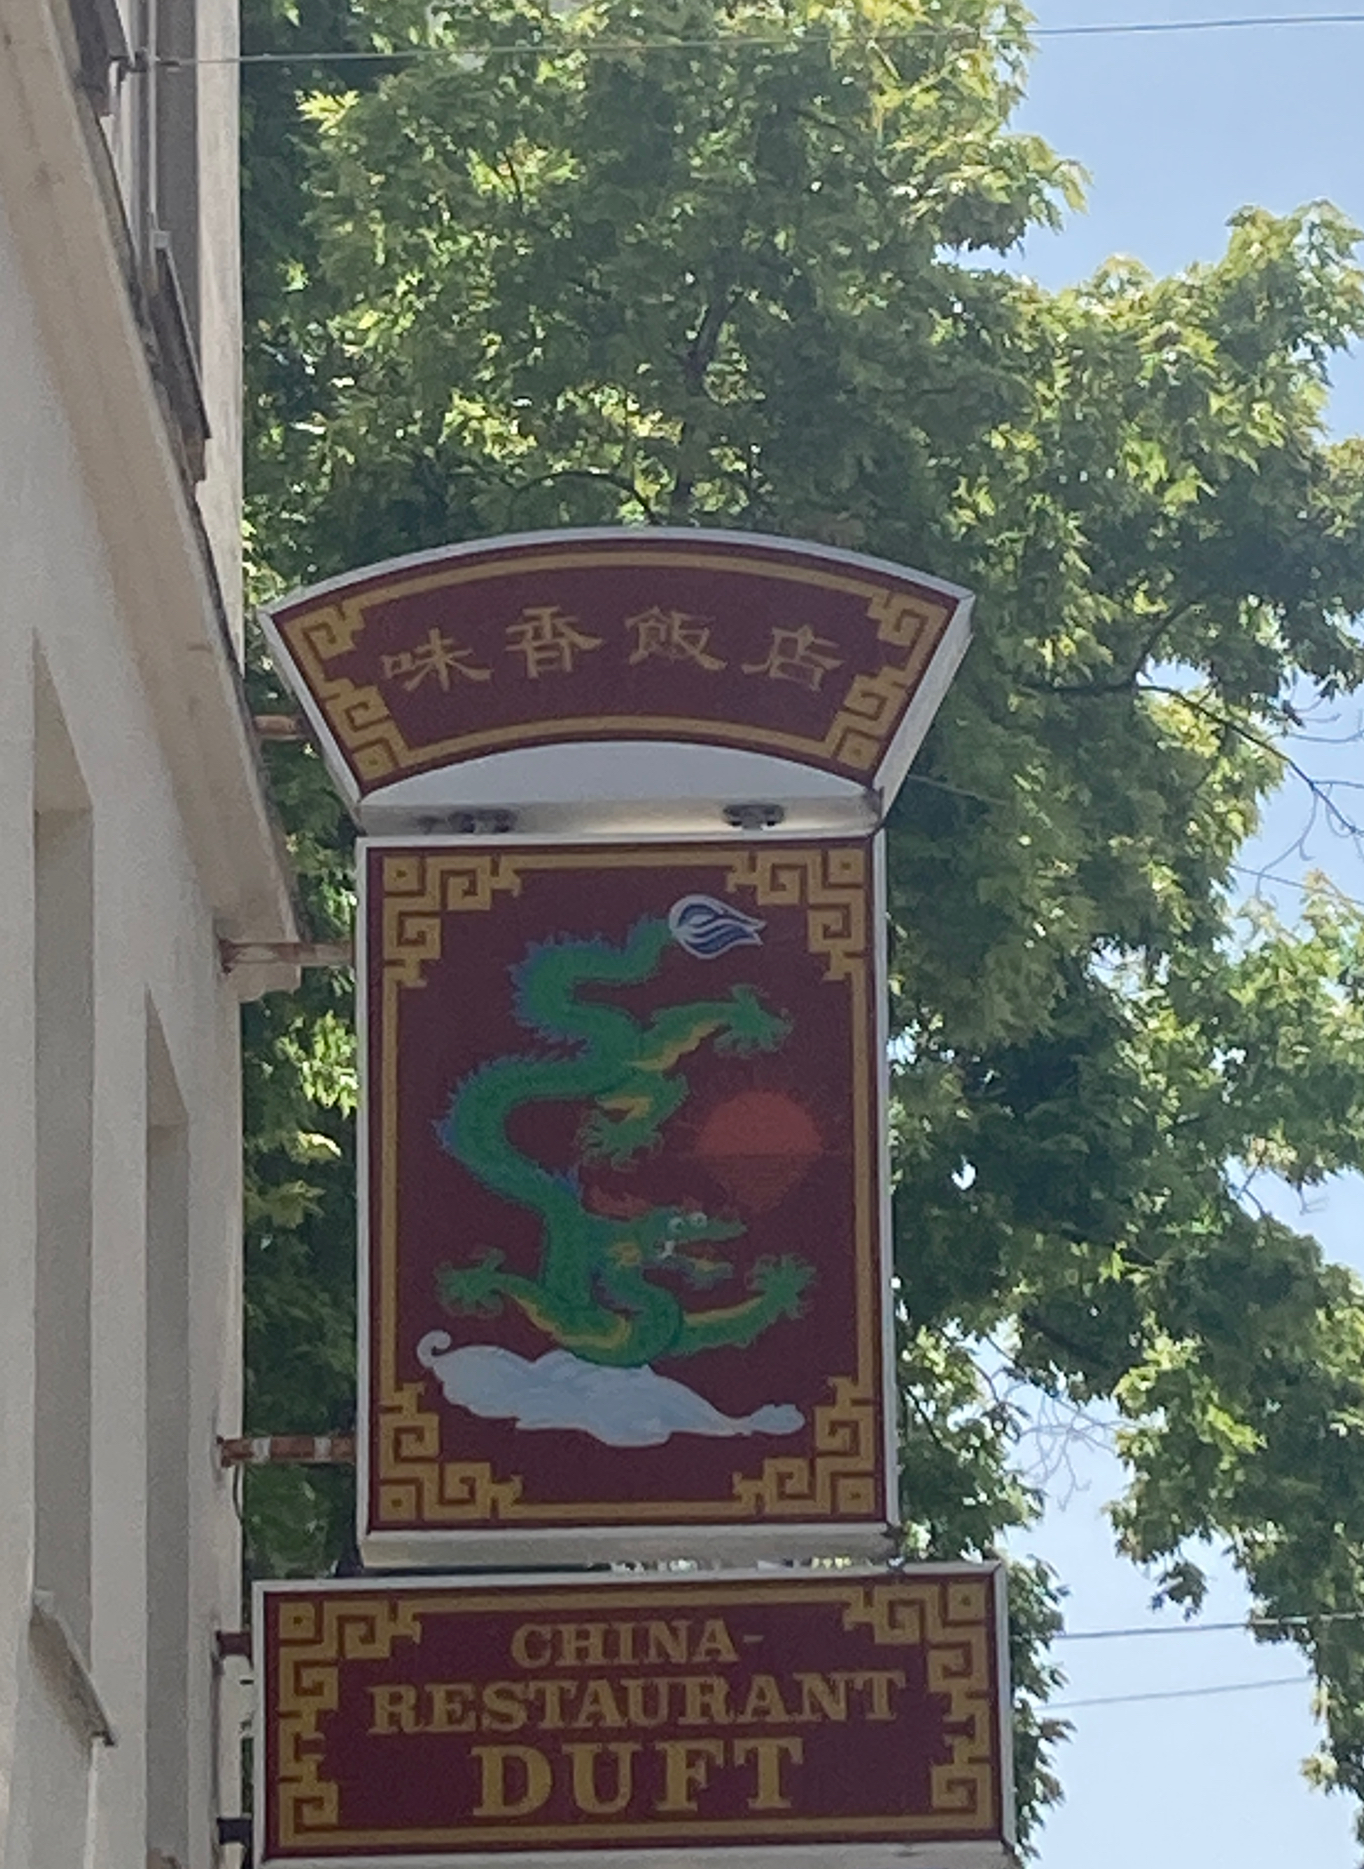 味香飯店
CHINA-
RESTAURANT
DUFT